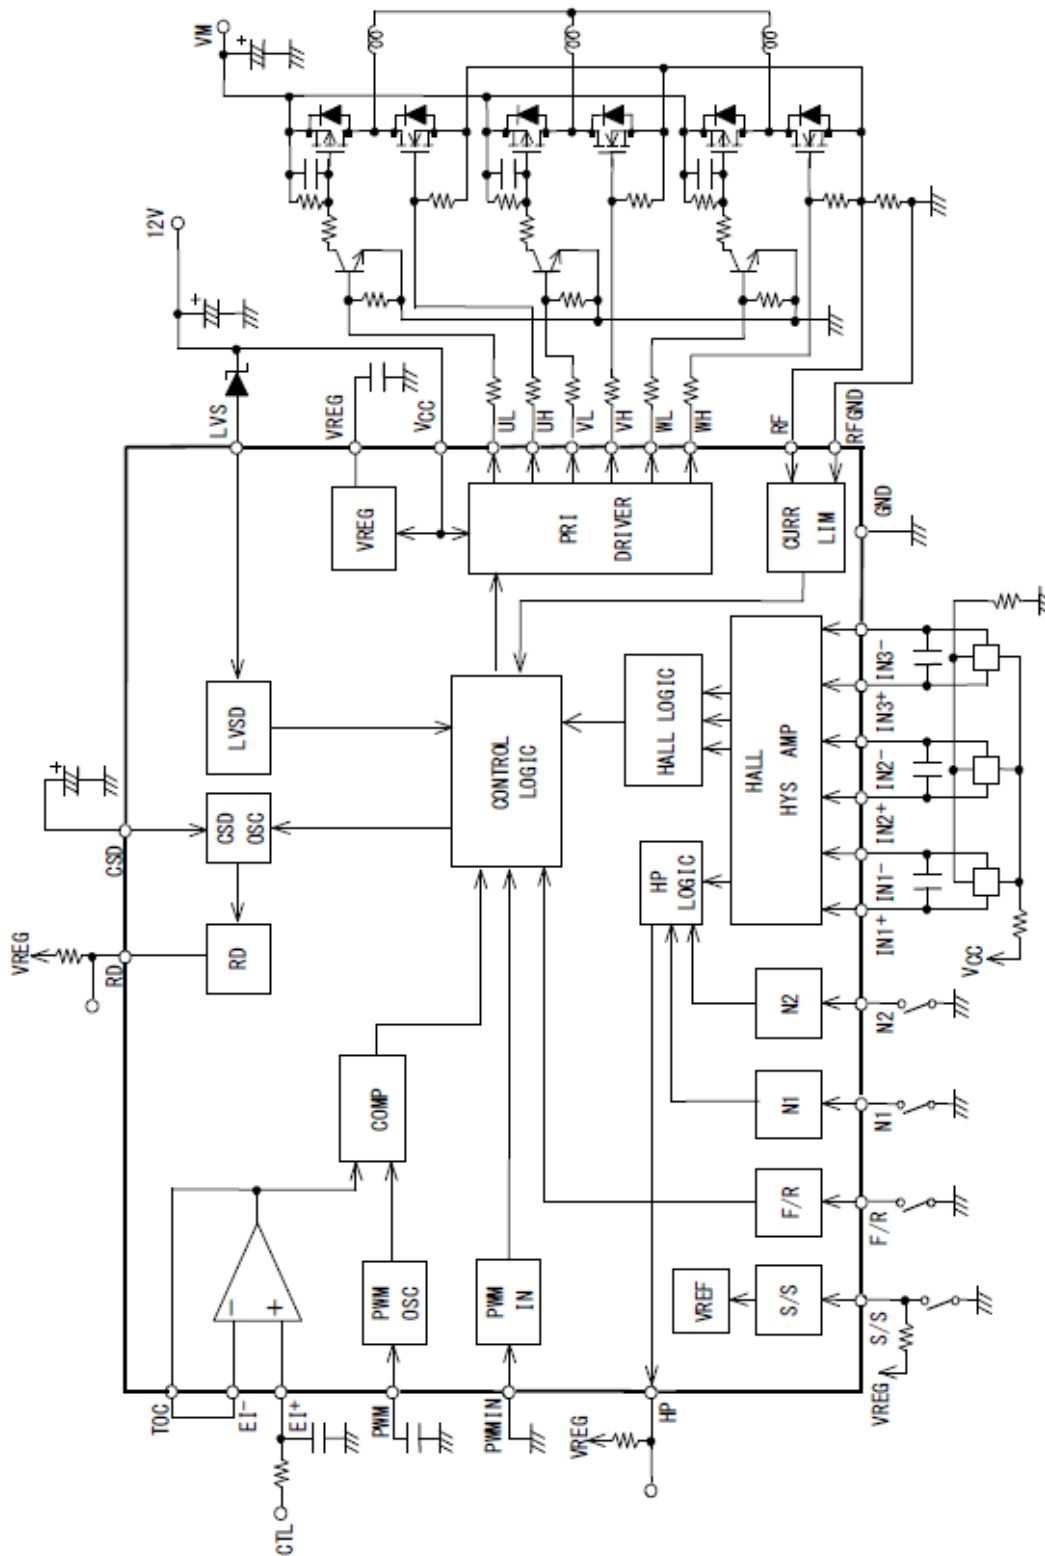 VM
+
12V
+
LVS
VREG
VCC
UL
UH
VL
VH
WL
WH
RF
RFGND
GND
VREG
PRI
DRIVER
CURR
LIM
LVSD
CONTROL
LOGIC
HALL LOGIC
HALL
HYS AMP
IN3-
IN3+
IN2-
IN2+
IN1-
IN1+
VCC
+
CSD
CSD
OSC
HP
LOGIC
VREG
RD
RD
N2
N2
COMP
N1
N1
F/R
F/R
-
+
PWM
OSC
PWM
IN
VREF
S/S
S/S
VREG
TOC
EI-
EI+
PWM
PWMIN
HP
VREG
CTL